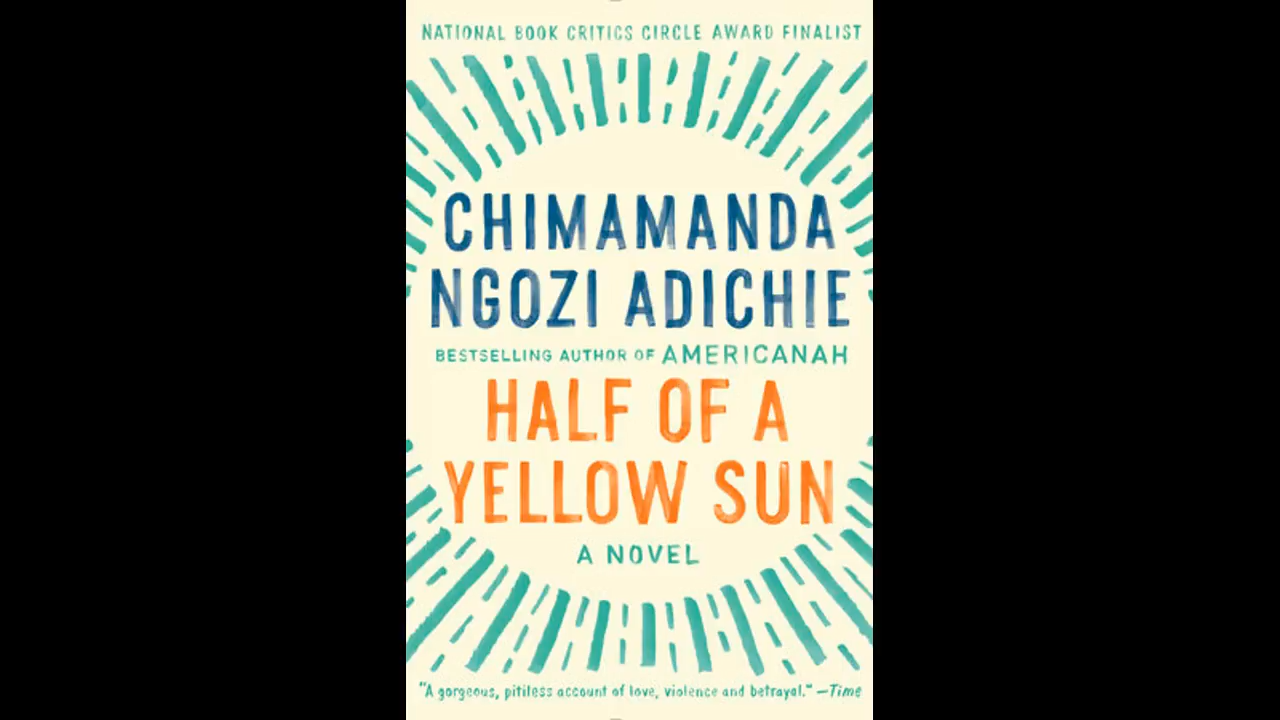 NATIONAL BOOK CRITICS CIRCLE AWARD FINALIST
CHIMAMANDA
NGOZI ADICHIE
BESTSELLING AUTHOR OF AMERICANAH
HALF OF A
YELLOW SUN
A NOVEL
"A gorgeous, pitiless account of love, violence and betrayal." —Time